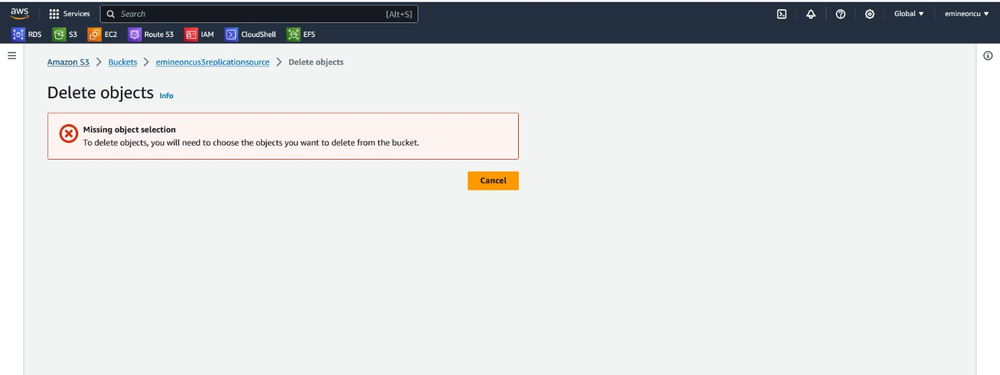 aws Services Search [Alt+S] Global ▼ emineoncu ▼
RDS S3 EC2 Route 53 IAM CloudShell EFS
Amazon S3 > Buckets > emineoncus3replicationsource > Delete objects
Delete objects Info
Missing object selection
To delete objects, you will need to choose the objects you want to delete from the bucket.
Cancel